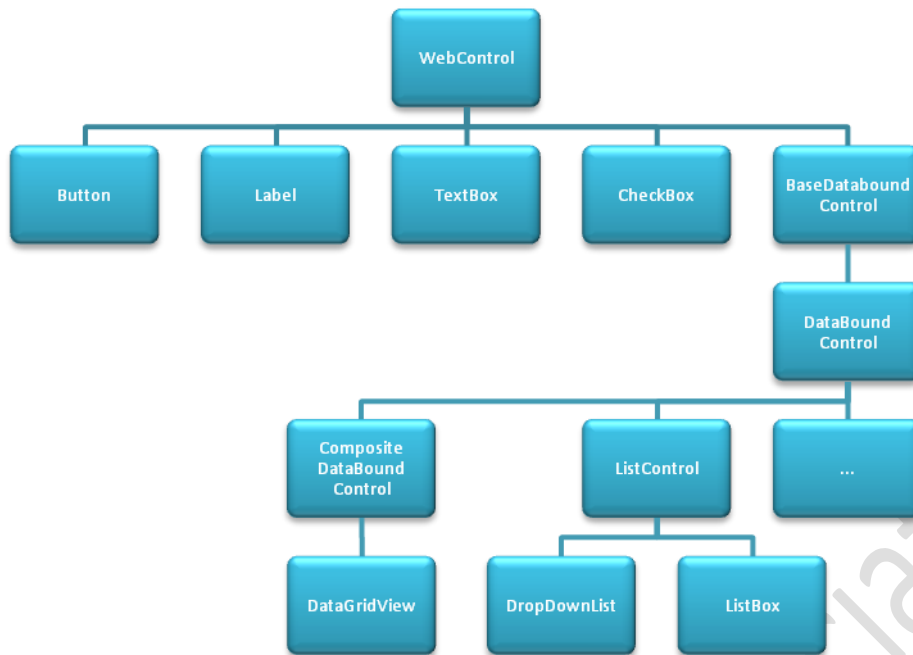 WebControl
Button
Label
TextBox
CheckBox
BaseDatabound
Control
DataBound
Control
Composite
DataBound
Control
ListControl
...
DataGridView
DropDownList
ListBox